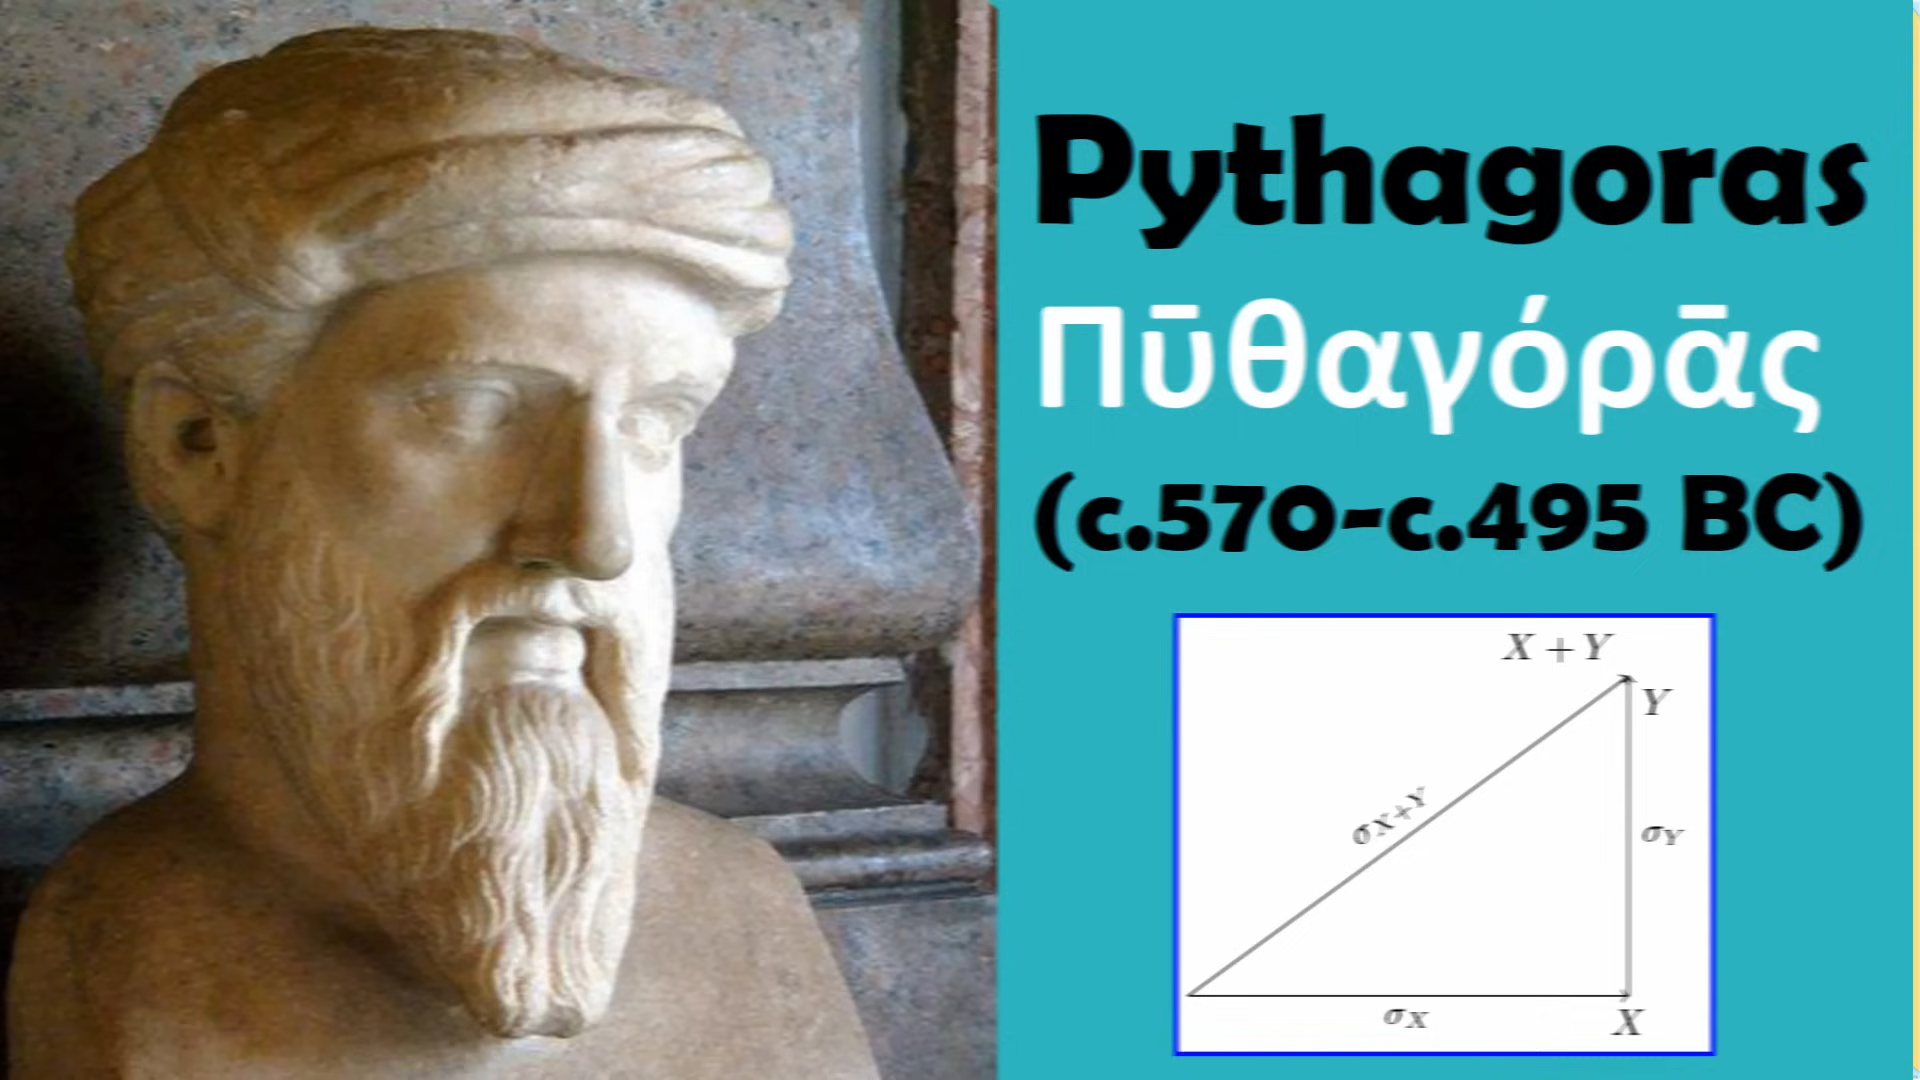 Pythagoras
Πῡθαγόρᾱς
(c.570-c.495 BC)
X + Y
Y
σX+Y
σY
σX
X